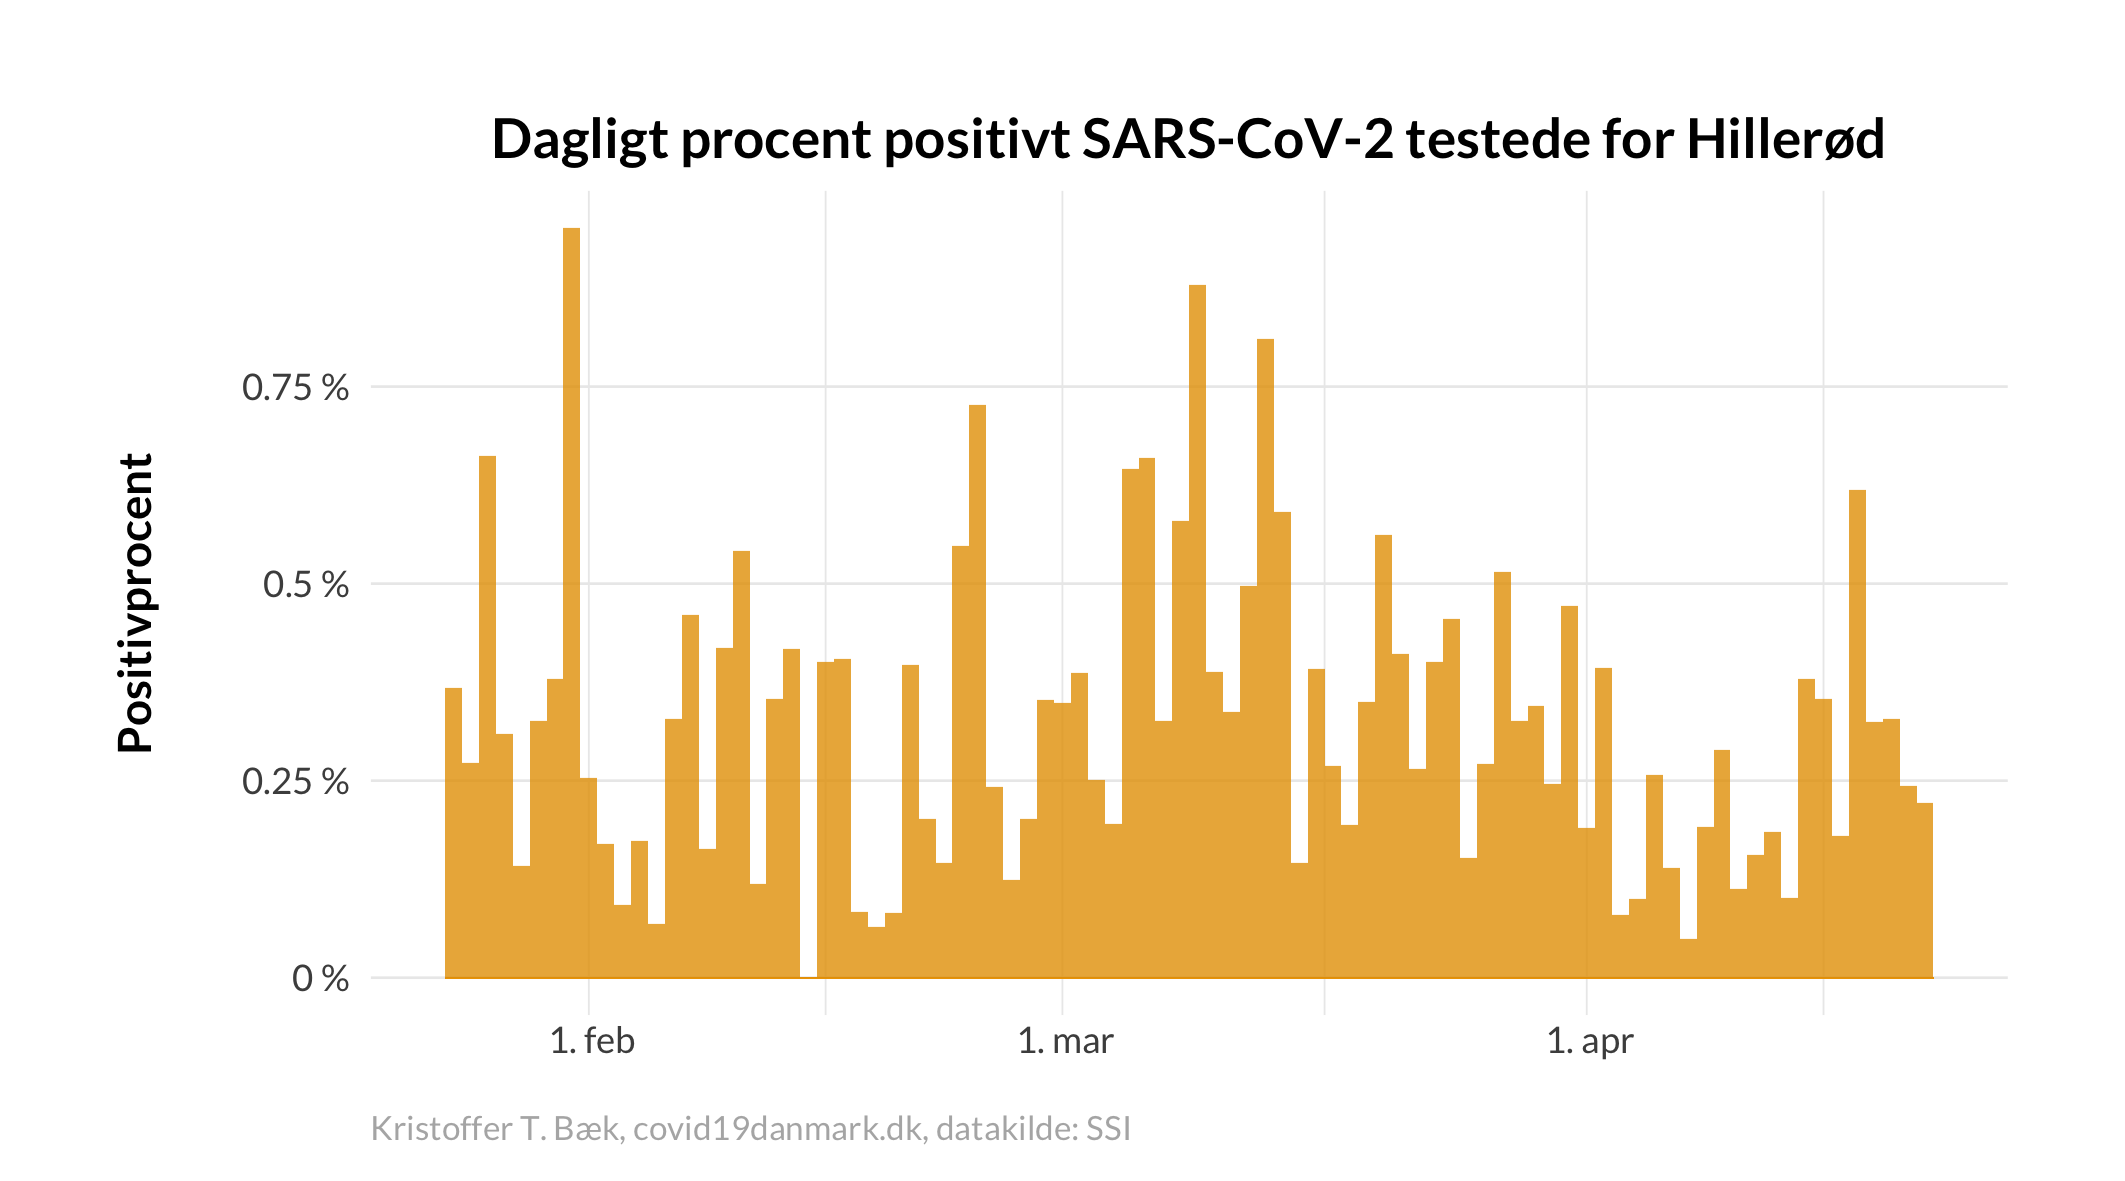 Dagligt procent positivt SARS-CoV-2 testede for Hillerød
Positivprocent
0.75 %
0.5 %
0.25 %
0 %
1. feb
1. mar
1. apr
Kristoffer T. Bæk, covid19danmark.dk, datakilde: SSI